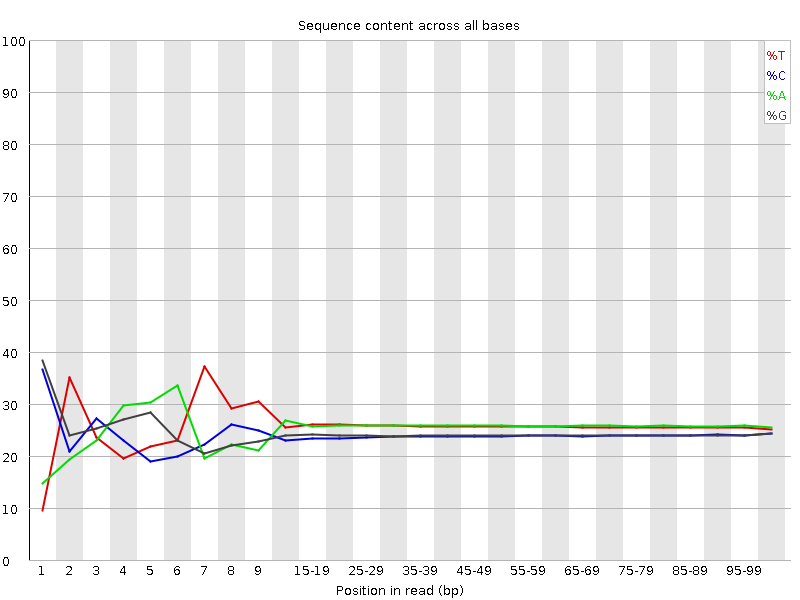 Sequence content across all bases
100
90
80
70
60
50
40
30
20
10
0
%T
%C
%A
%G
1 2 3 4 5 6 7 8 9 15-19 25-29 35-39 45-49 55-59 65-69 75-79 85-89 95-99
Position in read (bp)